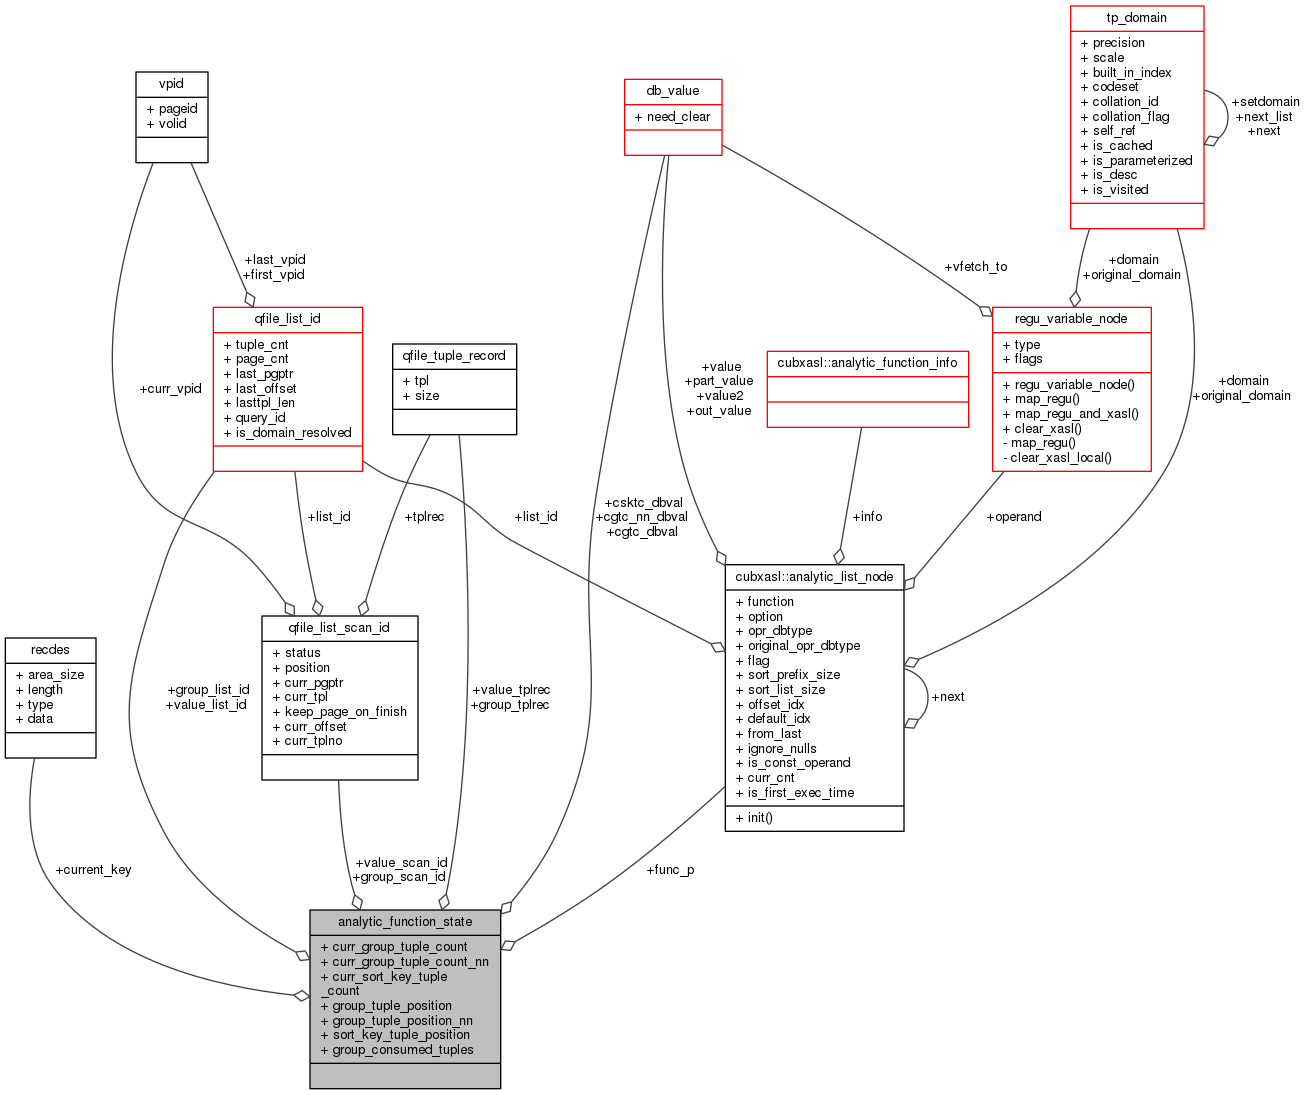 tp_domain
+ precision
+ scale
+ built_in_index
+ codeset
+ collation_id
+ collation_flag
+ self_ref
+ is_cached
+ is_parameterized
+ is_desc
+ is_visited
+setdomain
+next_list
+next
vpid
+ pageid
+ volid
db_value
+ need_clear
+last_vpid
+first_vpid
+vfetch_to
+domain
+original_domain
qfile_list_id
+ tuple_cnt
+ page_cnt
+ last_pgptr
+ last_offset
+ lasttpl_len
+ query_id
+ is_domain_resolved
regu_variable_node
+ type
+ flags
+ regu_variable_node()
+ map_regu()
+ map_regu_and_xasl()
+ clear_xasl()
- map_regu()
- clear_xasl_local()
qfile_tuple_record
+ tpl
+ size
cubxasl::analytic_function_info
+curr_vpid
+value
+part_value
+value2
+out_value
+domain
+original_domain
+list_id
+tplrec
+list_id
+csktc_dbval
+cgtc_nn_dbval
+cgtc_dbval
+info
+operand
cubxasl::analytic_list_node
+ function
+ option
+ opr_dbtype
+ original_opr_dbtype
+ flag
+ sort_prefix_size
+ sort_list_size
+ offset_idx
+ default_idx
+ from_last
+ ignore_nulls
+ is_const_operand
+ curr_cnt
+ is_first_exec_time
+ init()
+next
qfile_list_scan_id
+ status
+ position
+ curr_pgptr
+ curr_tpl
+ keep_page_on_finish
+ curr_offset
+ curr_tplno
recdes
+ area_size
+ length
+ type
+ data
+group_list_id
+value_list_id
+value_tplrec
+group_tplrec
+current_key
+value_scan_id
+group_scan_id
+func_p
analytic_function_state
+ curr_group_tuple_count
+ curr_group_tuple_count_nn
+ curr_sort_key_tuple
_count
+ group_tuple_position
+ group_tuple_position_nn
+ sort_key_tuple_position
+ group_consumed_tuples